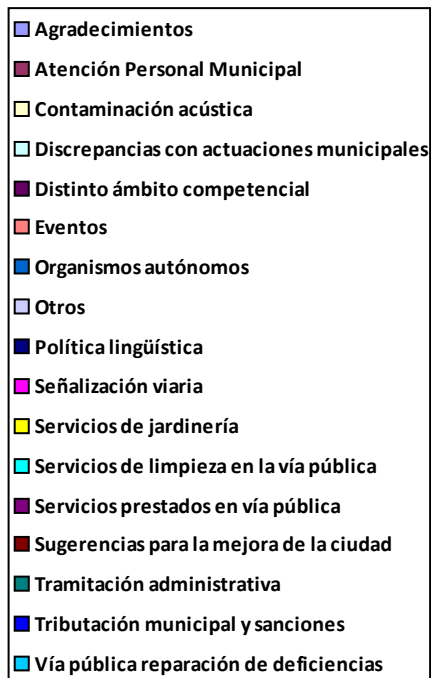 Agradecimientos
Atención Personal Municipal
Contaminación acústica
Discrepancias con actuaciones municipales
Distinto ámbito competencial
Eventos
Organismos autónomos
Otros
Política lingüística
Señalización viaria
Servicios de jardinería
Servicios de limpieza en la vía pública
Servicios prestados en vía pública
Sugerencias para la mejora de la ciudad
Tramitación administrativa
Tributación municipal y sanciones
Vía pública reparación de deficiencias